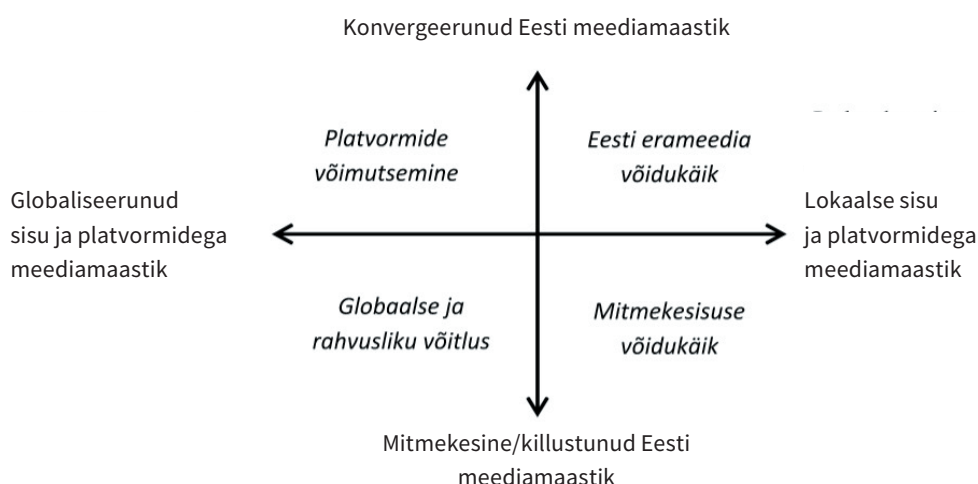 Konvergeerunud Eesti meediamaastik
Platvormide
võimutsemine
Eesti erameedia
võidukäik
Globaliseerunud
sisu ja platvormidega
meediamaastik
Lokaalse sisu
ja platvormidega
meediamaastik
Globaalse ja
rahvusliku võitlus
Mitmekesisuse
võidukäik
Mitmekesine/killustunud Eesti
meediamaastik